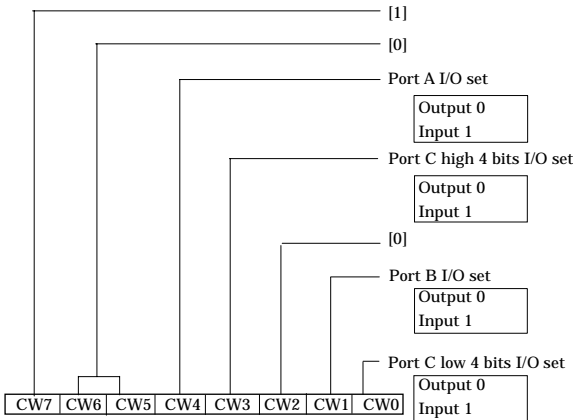 [1]
[0]
Port A I/O set
Output 0
Input 1
Port C high 4 bits I/O set
Output 0
Input 1
[0]
Port B I/O set
Output 0
Input 1
Port C low 4 bits I/O set
Output 0
Input 1
CW7 CW6 CW5 CW4 CW3 CW2 CW1 CW0